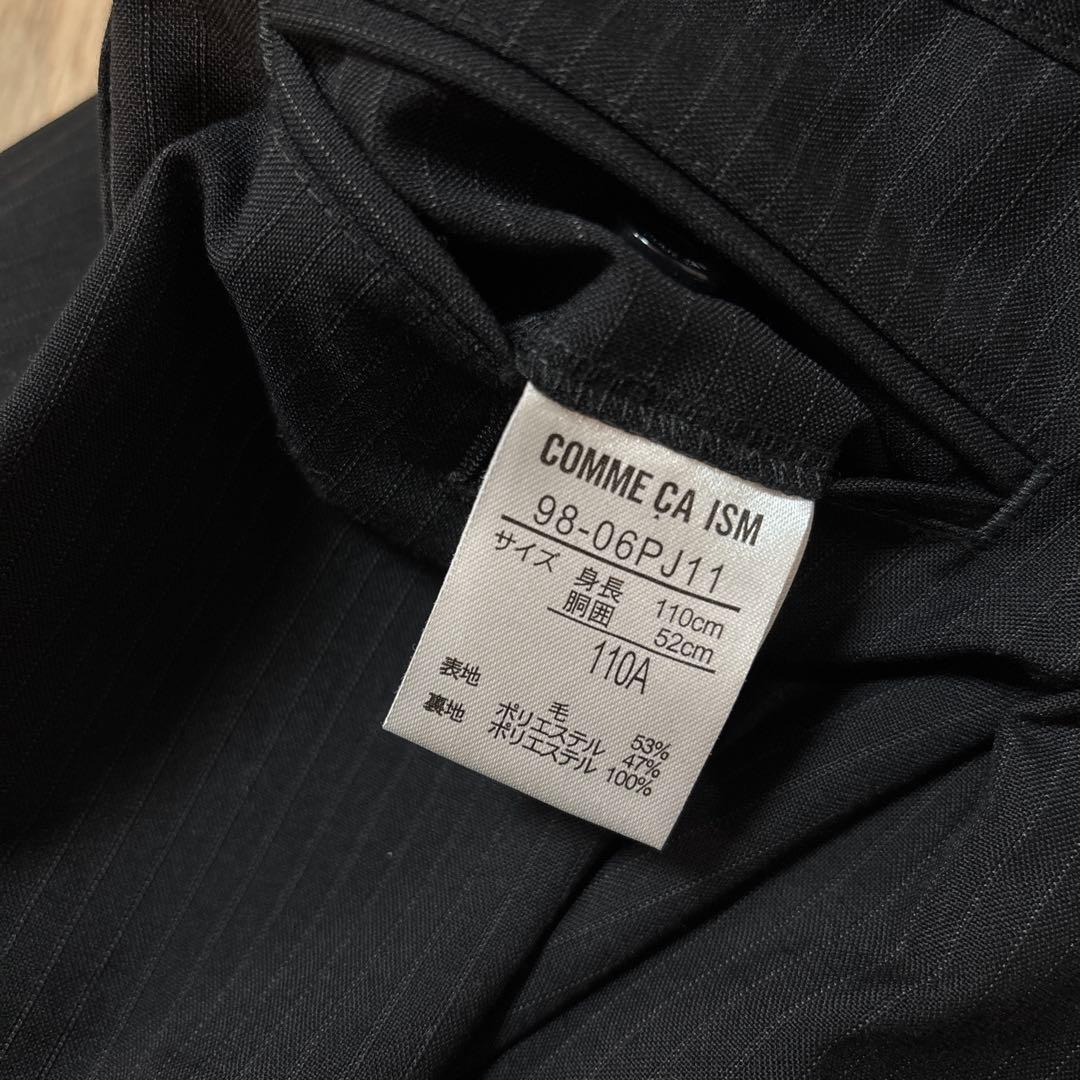 COMME ÇA ISM
98-06PJ11
サイズ 身長 110cm
胴囲 52cm
110A
表地 毛 53%
ポリエステル 47%
裏地 ポリエステル 100%